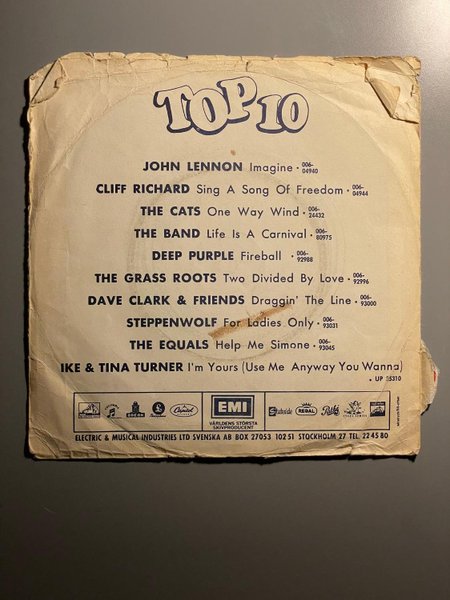 TOP 10
JOHN LENNON Imagine • 006-04940
CLIFF RICHARD Sing A Song Of Freedom • 006-04944
THE CATS One Way Wind • 006-24432
THE BAND Life Is A Carnival • 006-80975
DEEP PURPLE Fireball • 006-92988
THE GRASS ROOTS Two Divided By Love • 006-92996
DAVE CLARK & FRIENDS Draggin' The Line • 006-93000
STEPPENWOLF For Ladies Only • 006-93031
THE EQUALS Help Me Simone • 006-93045
IKE & TINA TURNER I'm Yours (Use Me Anyway You Wanna)
• UP 35310
ODEON Capitol EMI Stateside REGAL Pathé
VÄRLDENS STÖRSTA
SKIVPRODUCENT
ELECTRIC & MUSICAL INDUSTRIES LTD SVENSKA AB BOX 27053 102 51 STOCKHOLM 27 TEL 22 45 80